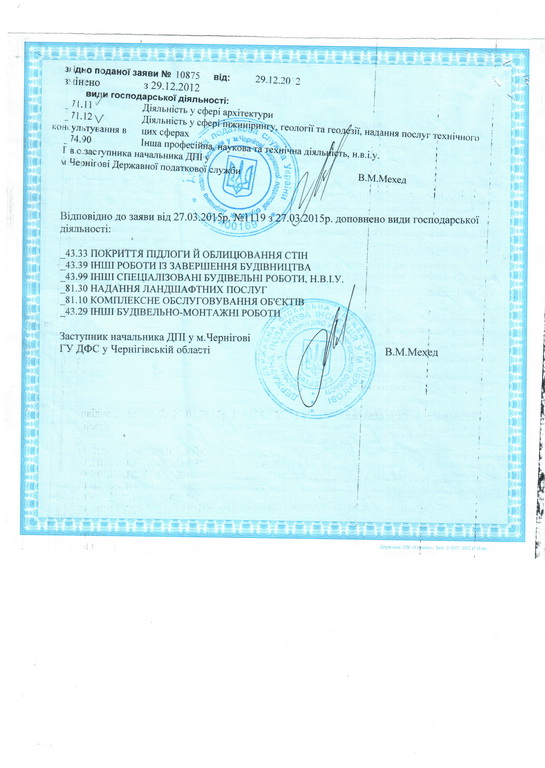 згідно поданої заяви № 10875 від: 29.12.20 2
змінено з 29.12.2012
види господарської діяльності:
_ 71.11 Діяльність у сфері архітектури
_ 71.12 Діяльність у сфері інжинірингу, геології та геодезії, надання послуг технічного
консультування в цих сферах
_ 74.90 Інша професійна, наукова та технічна діяльність, н.в.і.у.
Т в.о.заступника начальника ДПІ у
м Чернігові Державної податкової служби
В.М.Мехед
00169
Відповідно до заяви від 27.03.2015р. №1119 з 27.03.2015р. доповнено види господарської
діяльності:
_43.33 ПОКРИТТЯ ПІДЛОГИ Й ОБЛИЦЮВАННЯ СТІН
_43.39 ІНШІ РОБОТИ ІЗ ЗАВЕРШЕННЯ БУДІВНИЦТВА
_43.99 ІНШІ СПЕЦІАЛІЗОВАНІ БУДІВЕЛЬНІ РОБОТИ, Н.В.І.У.
_81.30 НАДАННЯ ЛАНДШАФТНИХ ПОСЛУГ
_81.10 КОМПЛЕКСНЕ ОБСЛУГОВУВАННЯ ОБ'ЄКТІВ
_43.29 ІНШІ БУДІВЕЛЬНО-МОНТАЖНІ РОБОТИ
Заступник начальника ДПІ у м.Чернігові
ГУ ДФС у Чернігівській області В.М.Мехед